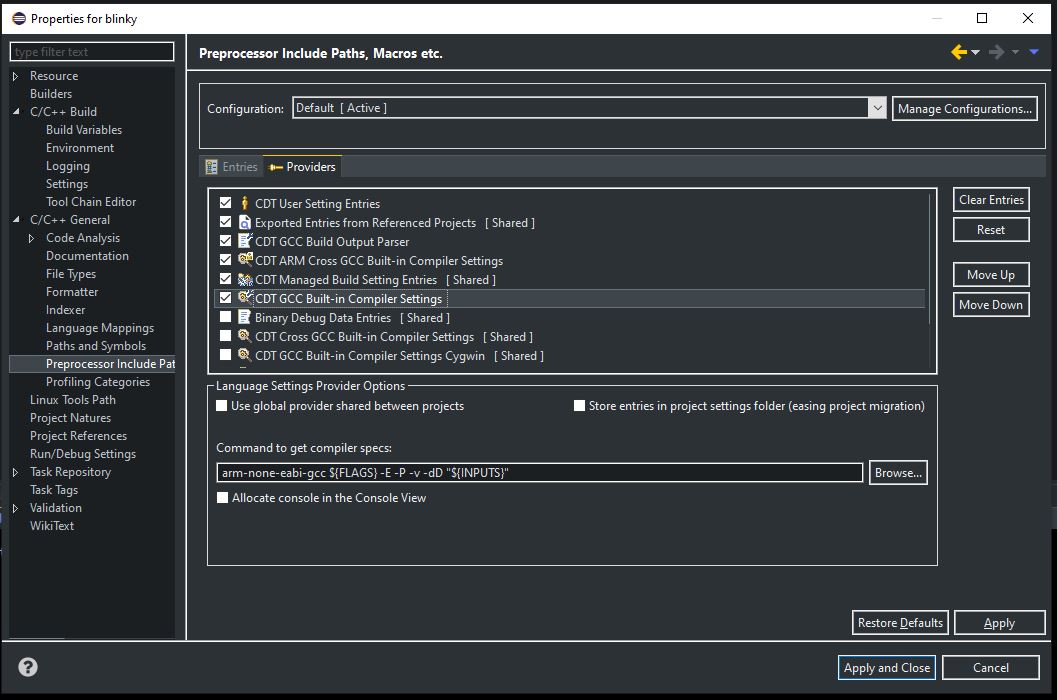 Properties for blinky
type filter text
Resource
Builders
C/C++ Build
Build Variables
Environment
Logging
Settings
Tool Chain Editor
C/C++ General
Code Analysis
Documentation
File Types
Formatter
Indexer
Language Mappings
Paths and Symbols
Preprocessor Include Pat
Profiling Categories
Linux Tools Path
Project Natures
Project References
Run/Debug Settings
Task Repository
Task Tags
Validation
WikiText
Preprocessor Include Paths, Macros etc.
Configuration: Default [ Active ] Manage Configurations...
Entries Providers
CDT User Setting Entries
Exported Entries from Referenced Projects [ Shared ]
CDT GCC Build Output Parser
CDT ARM Cross GCC Built-in Compiler Settings
CDT Managed Build Setting Entries [ Shared ]
CDT GCC Built-in Compiler Settings
Binary Debug Data Entries [ Shared ]
CDT Cross GCC Built-in Compiler Settings [ Shared ]
CDT GCC Built-in Compiler Settings Cygwin [ Shared ]
Clear Entries
Reset
Move Up
Move Down
Language Settings Provider Options
Use global provider shared between projects Store entries in project settings folder (easing project migration)
Command to get compiler specs:
arm-none-eabi-gcc ${FLAGS} -E -P -v -dD "${INPUTS}" Browse...
Allocate console in the Console View
Restore Defaults Apply
? Apply and Close Cancel